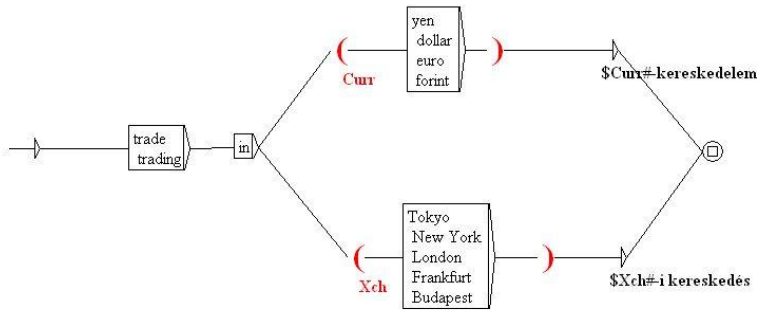 trade
trading
in
yen
dollar
euro
forint
Curr
$Curr#-kereskedelem
Tokyo
New York
London
Frankfurt
Budapest
Xch
$Xch#-i kereskedés